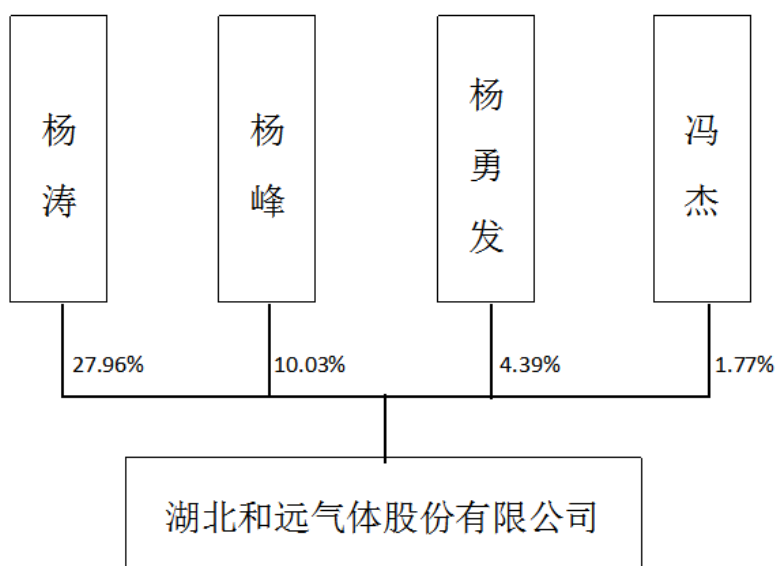 杨涛
杨峰
杨勇发
冯杰
27.96%
10.03%
4.39%
1.77%
湖北和远气体股份有限公司